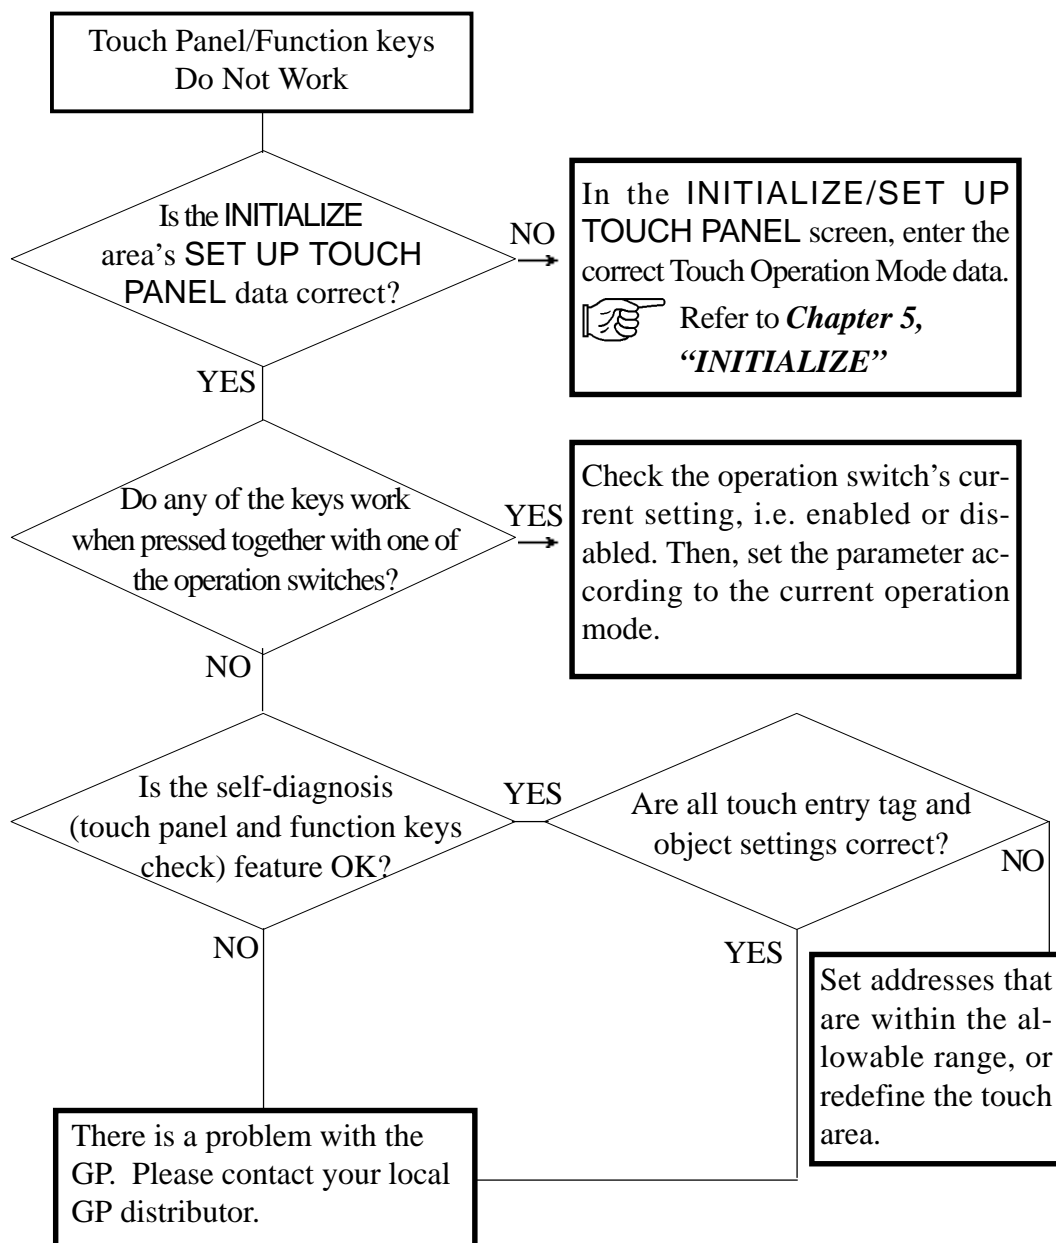 Touch Panel/Function keys
Do Not Work
Is the INITIALIZE
area's SET UP TOUCH
PANEL data correct?
NO
In the INITIALIZE/SET UP
TOUCH PANEL screen, enter the
correct Touch Operation Mode data.
Refer to Chapter 5,
“INITIALIZE”
YES
Do any of the keys work
when pressed together with one of
the operation switches?
YES
Check the operation switch's cur-
rent setting, i.e. enabled or dis-
abled. Then, set the parameter ac-
cording to the current operation
mode.
NO
Is the self-diagnosis
(touch panel and function keys
check) feature OK?
YES
Are all touch entry tag and
object settings correct?
NO
NO
YES
Set addresses that
are within the al-
lowable range, or
redefine the touch
area.
There is a problem with the
GP. Please contact your local
GP distributor.